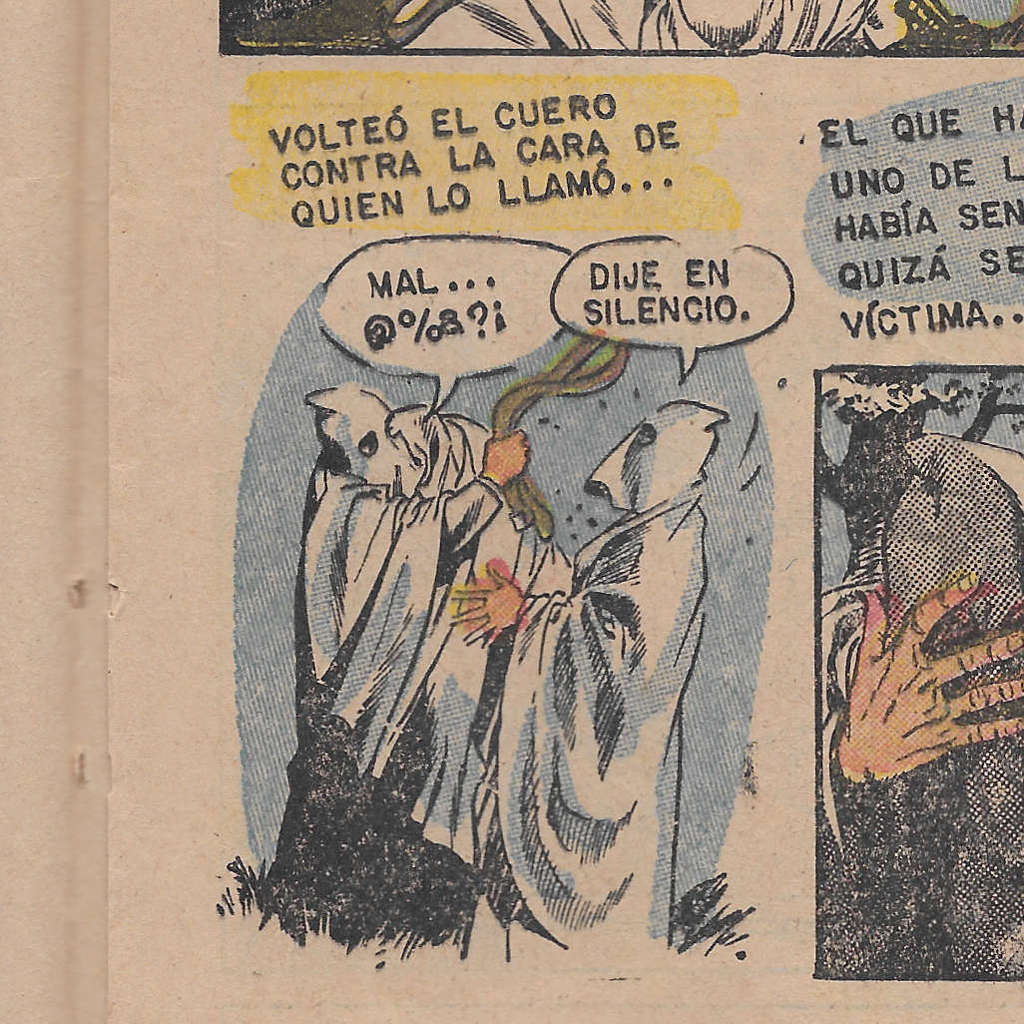 VOLTEÓ EL CUERO
CONTRA LA CARA DE
QUIEN LO LLAMÓ...
MAL...
@%&?¡
DIJE EN
SILENCIO.
EL QUE
UNO DE
HABÍA
QUIZÁ
VÍCTIMA..